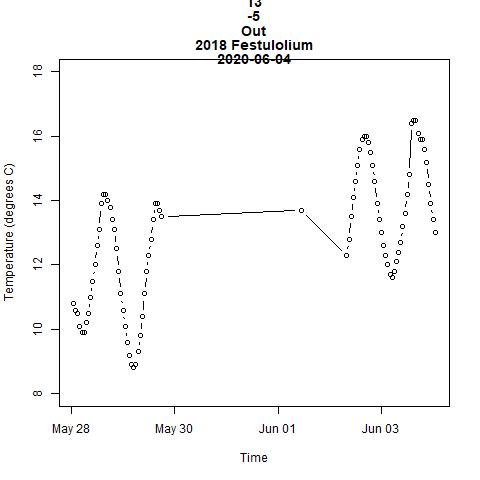 13
-5
Out
2018 Festulolium
2020-06-04
18
16
14
12
10
8
Temperature (degrees C)
May 28
May 30
Jun 01
Jun 03
Time